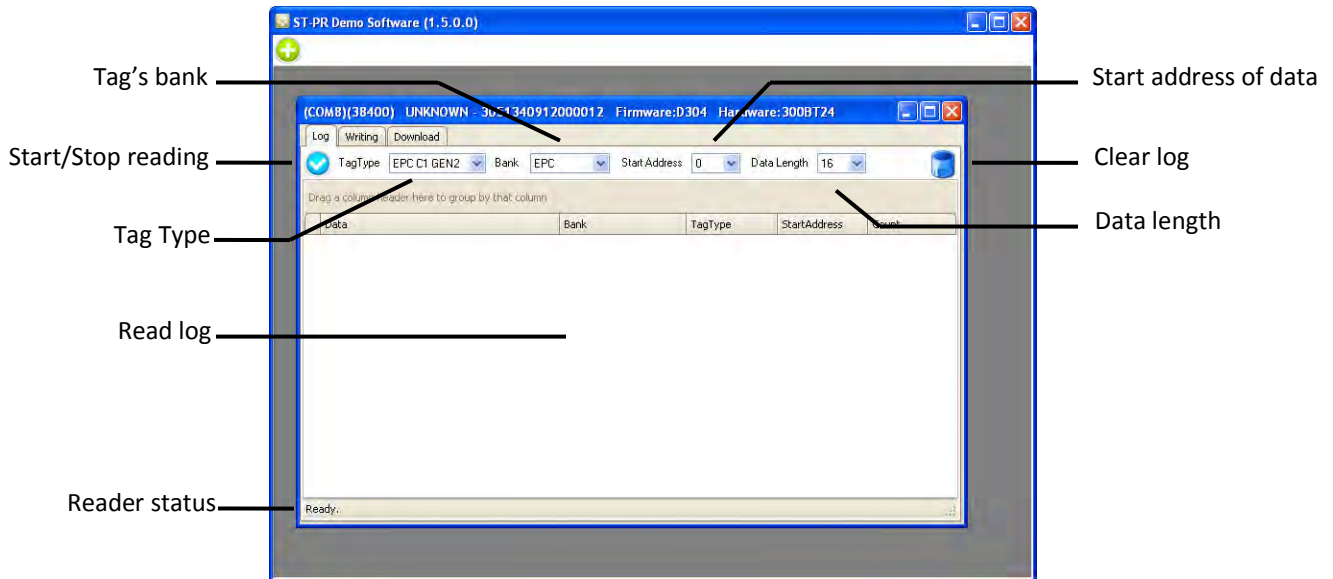 ST-PR Demo Software (1.5.0.0)
Tag's bank
Start address of data
(COM8)(38400) UNKNOWN - 3051340912000012 Firmware:D304 Hardware:300BT24
Log Writing Download
Start/Stop reading
TagType EPC C1 GEN2 Bank EPC Start Address 0 Data Length 16
Clear log
Drag a column header here to group by that column
Tag Type
Data Bank TagType StartAddress Count
Data length
Read log
Reader status
Ready.